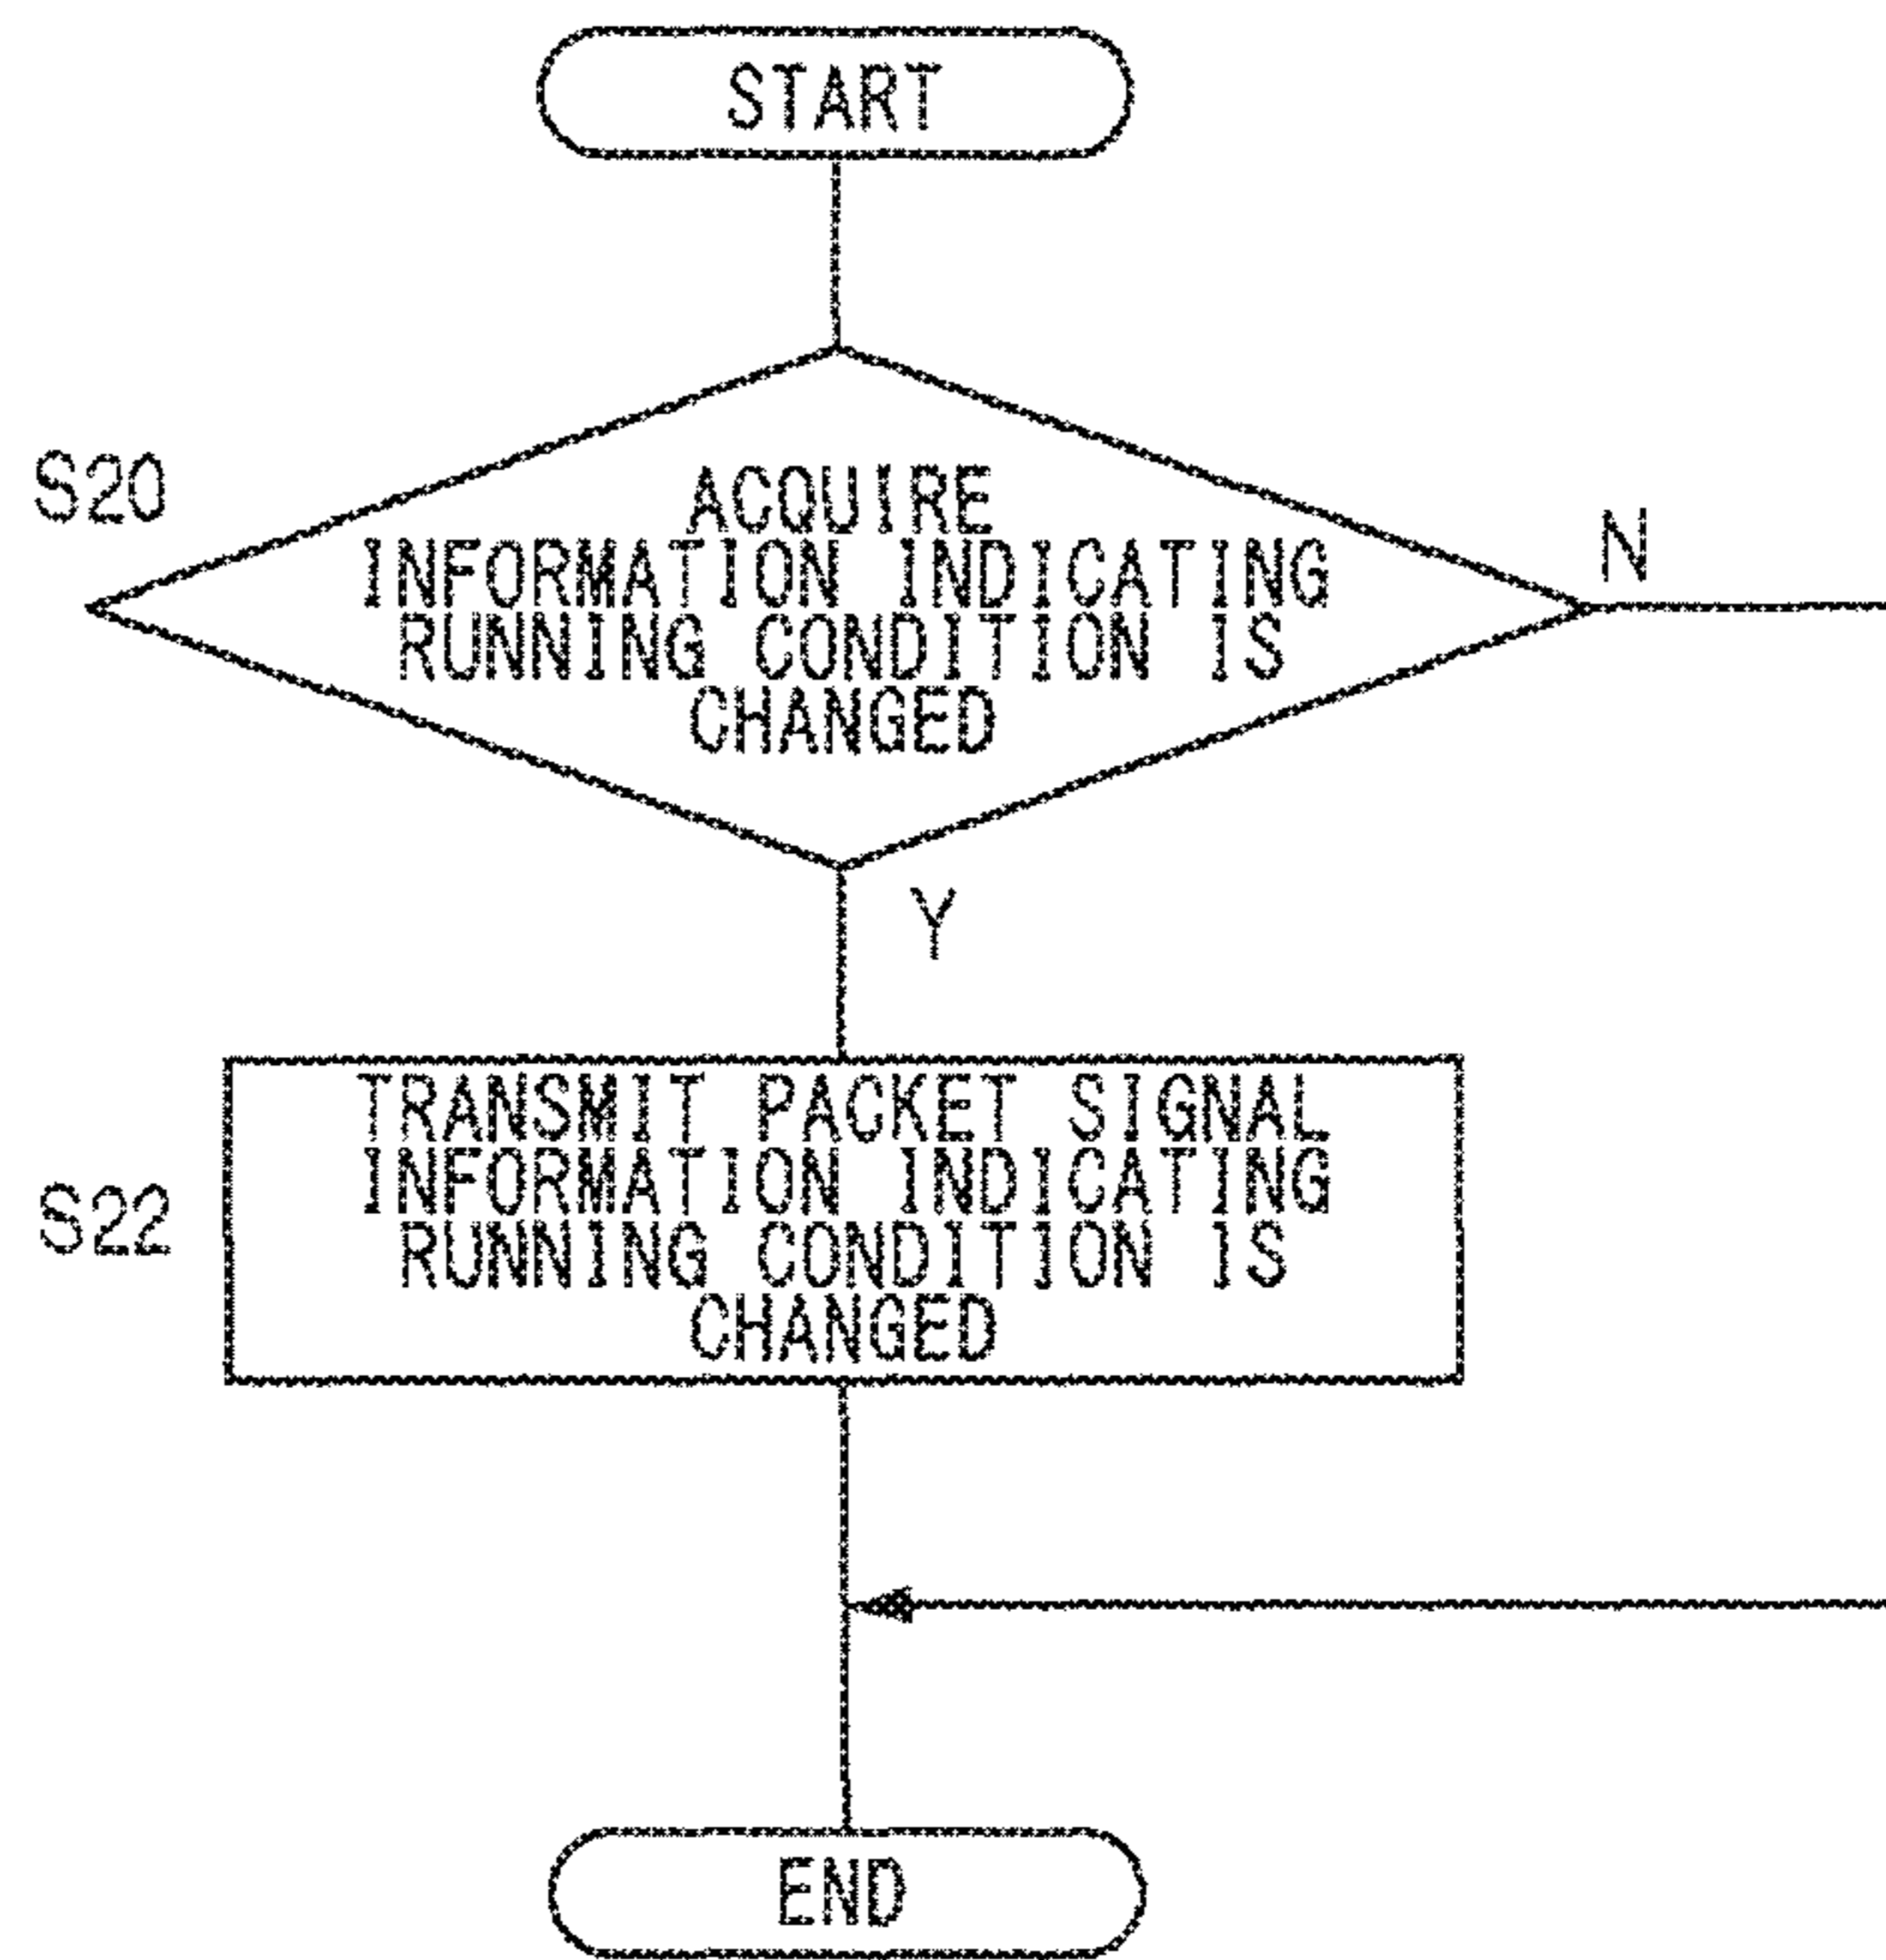 START
S20
ACQUIRE
INFORMATION INDICATING
RUNNING CONDITION IS
CHANGED
N
Y
S22
TRANSMIT PACKET SIGNAL
INFORMATION INDICATING
RUNNING CONDITION IS
CHANGED
END